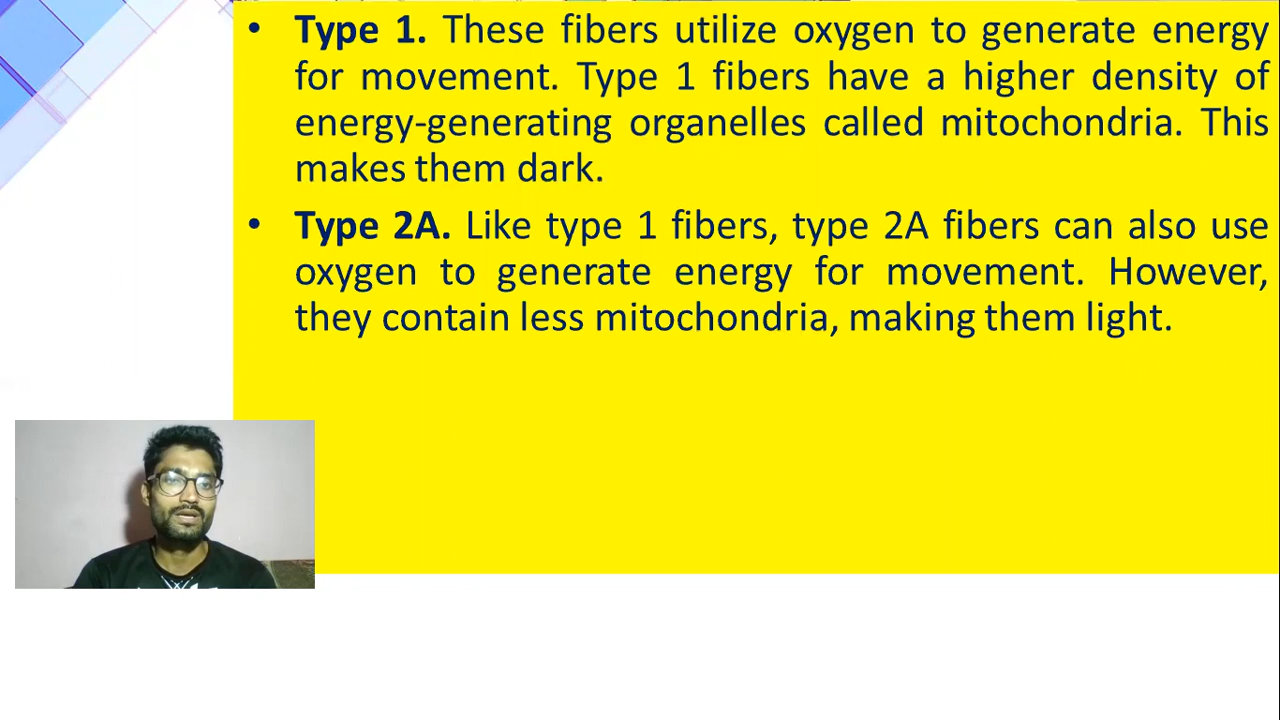 • Type 1. These fibers utilize oxygen to generate energy
for movement. Type 1 fibers have a higher density of
energy-generating organelles called mitochondria. This
makes them dark.
• Type 2A. Like type 1 fibers, type 2A fibers can also use
oxygen to generate energy for movement. However,
they contain less mitochondria, making them light.